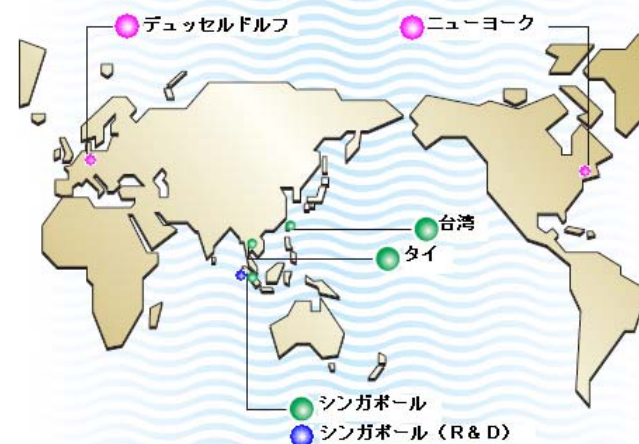 デュッセルドルフ
ニューヨーク
台湾
タイ
シンガポール
シンガポール（R&D）